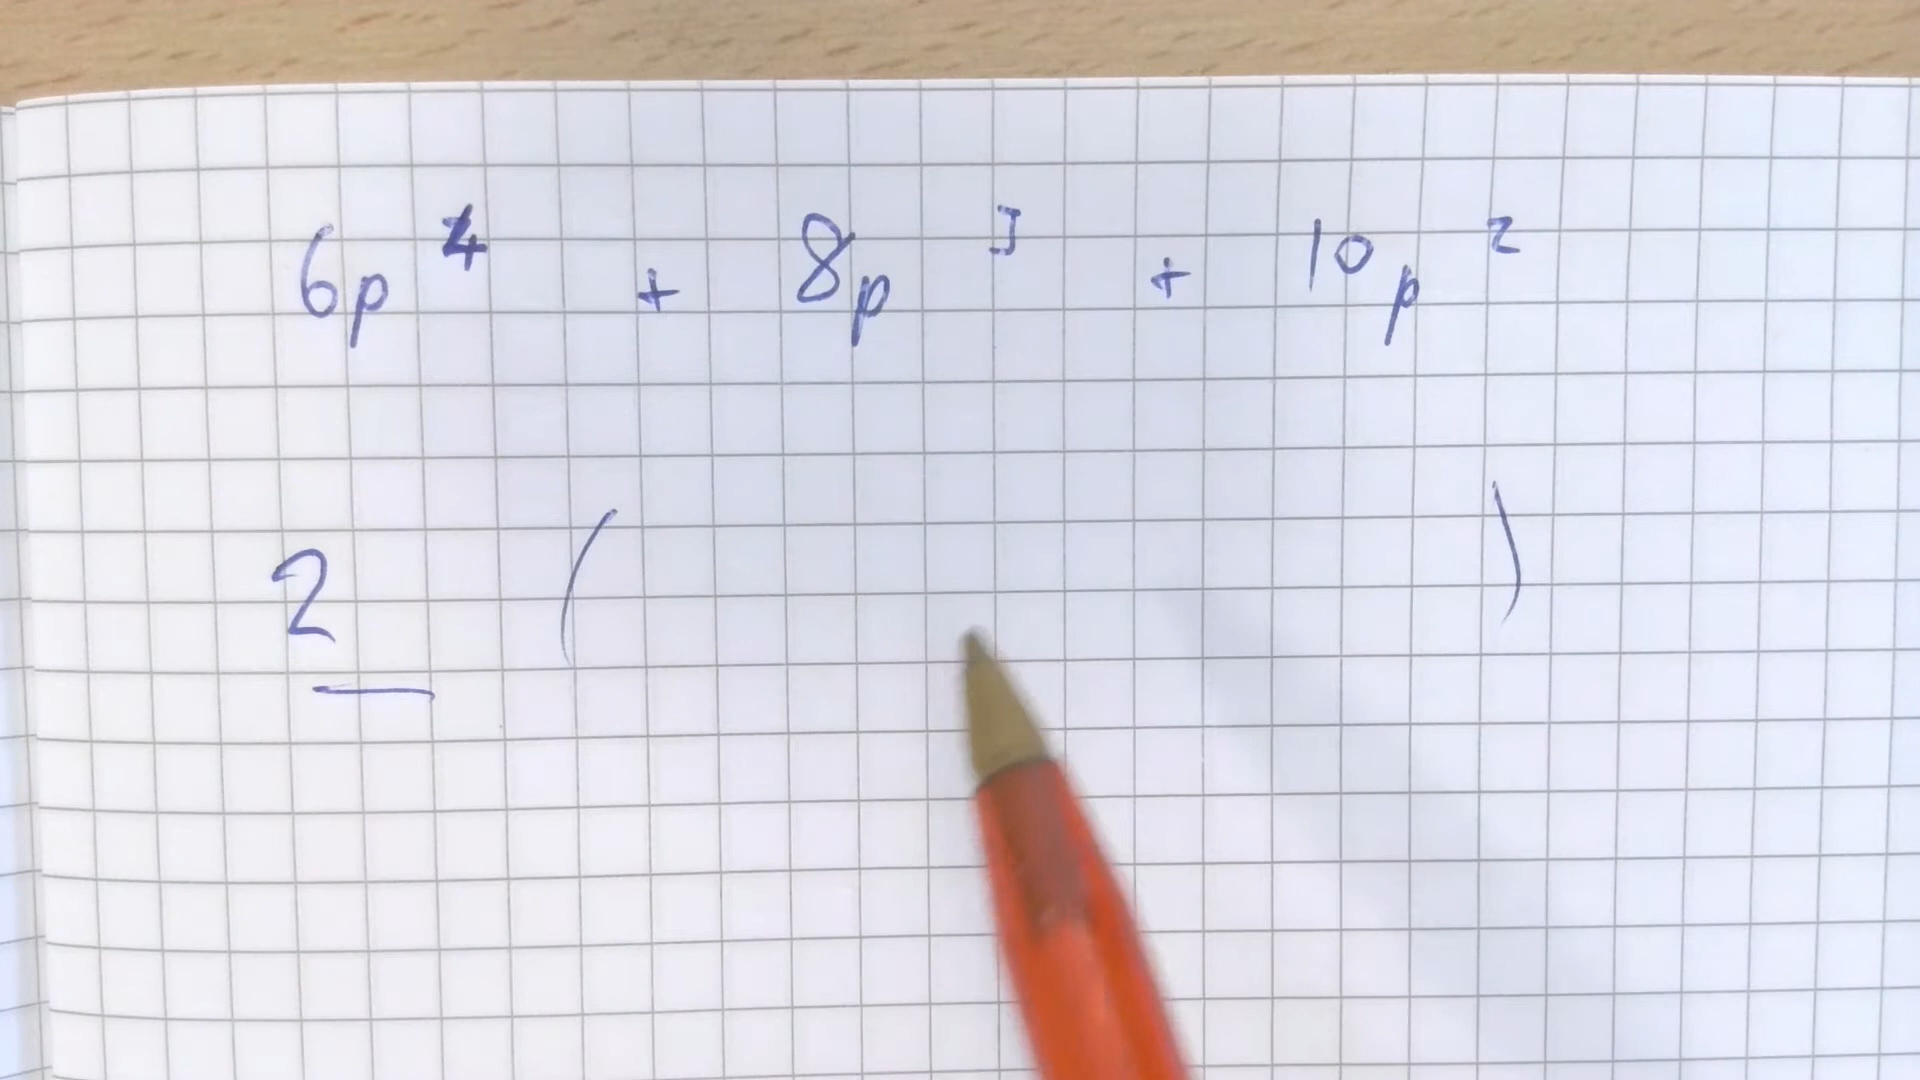 6p⁴ + 8p³ + 10p²
2 ( )